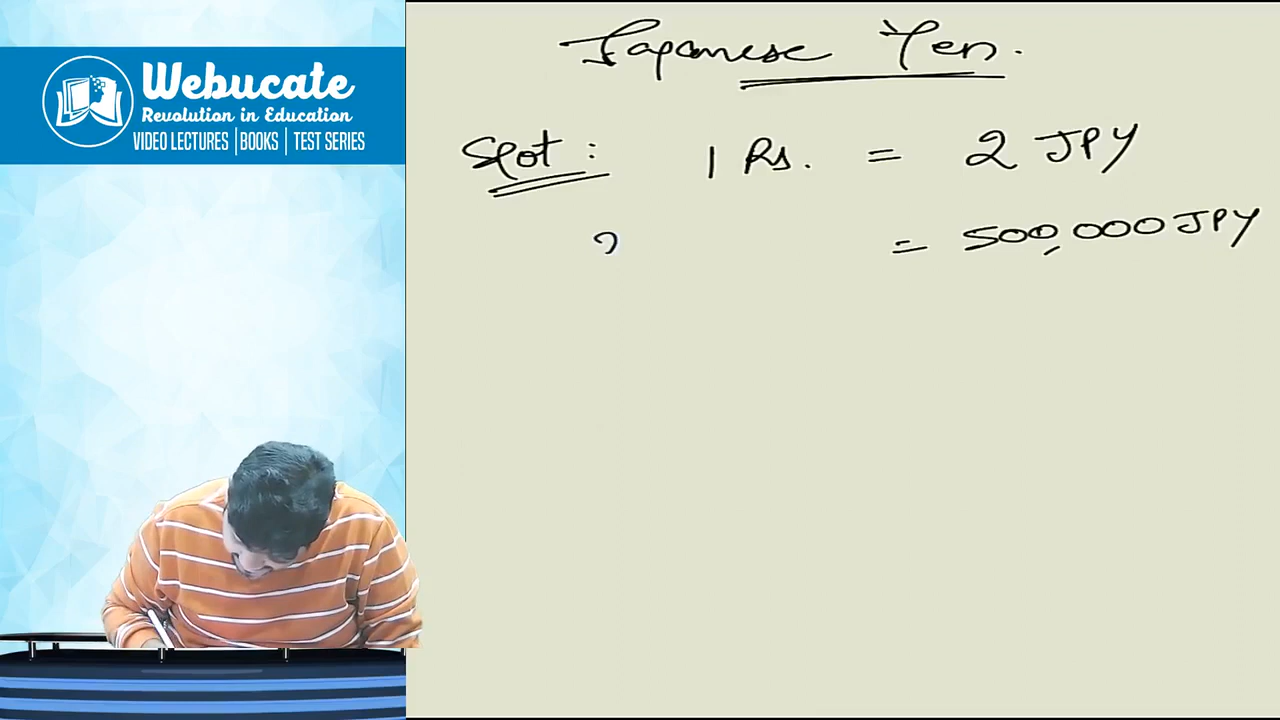 Webucate
Revolution in Education
VIDEO LECTURES | BOOKS | TEST SERIES
Japanese Yen.
Spot : 1 Rs. = 2 JPY
? = 500,000 JPY